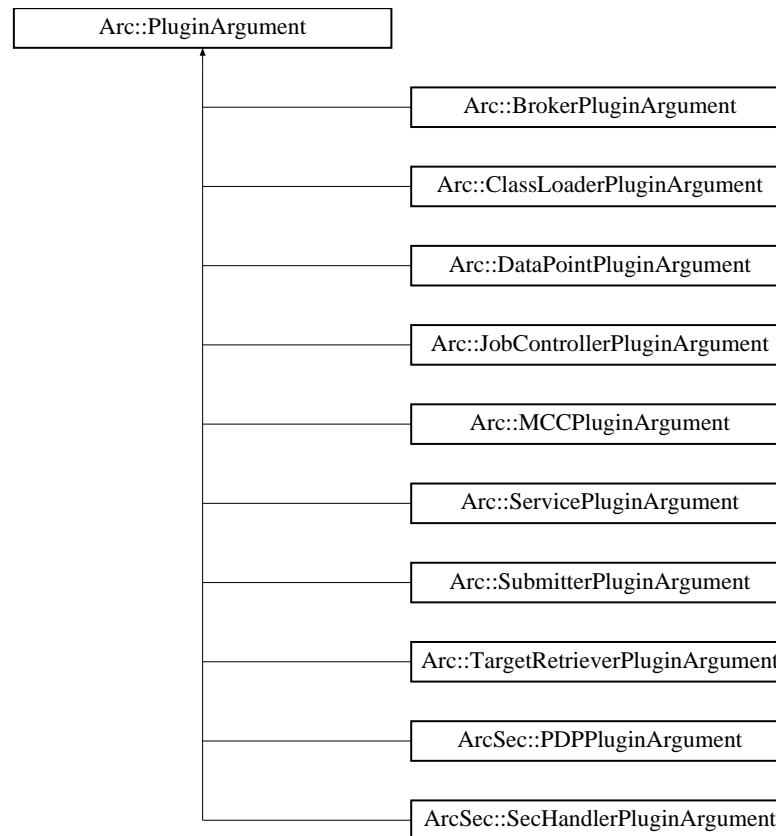 Arc::PluginArgument
Arc::BrokerPluginArgument
Arc::ClassLoaderPluginArgument
Arc::DataPointPluginArgument
Arc::JobControllerPluginArgument
Arc::MCCPluginArgument
Arc::ServicePluginArgument
Arc::SubmitterPluginArgument
Arc::TargetRetrieverPluginArgument
ArcSec::PDPPluginArgument
ArcSec::SecHandlerPluginArgument